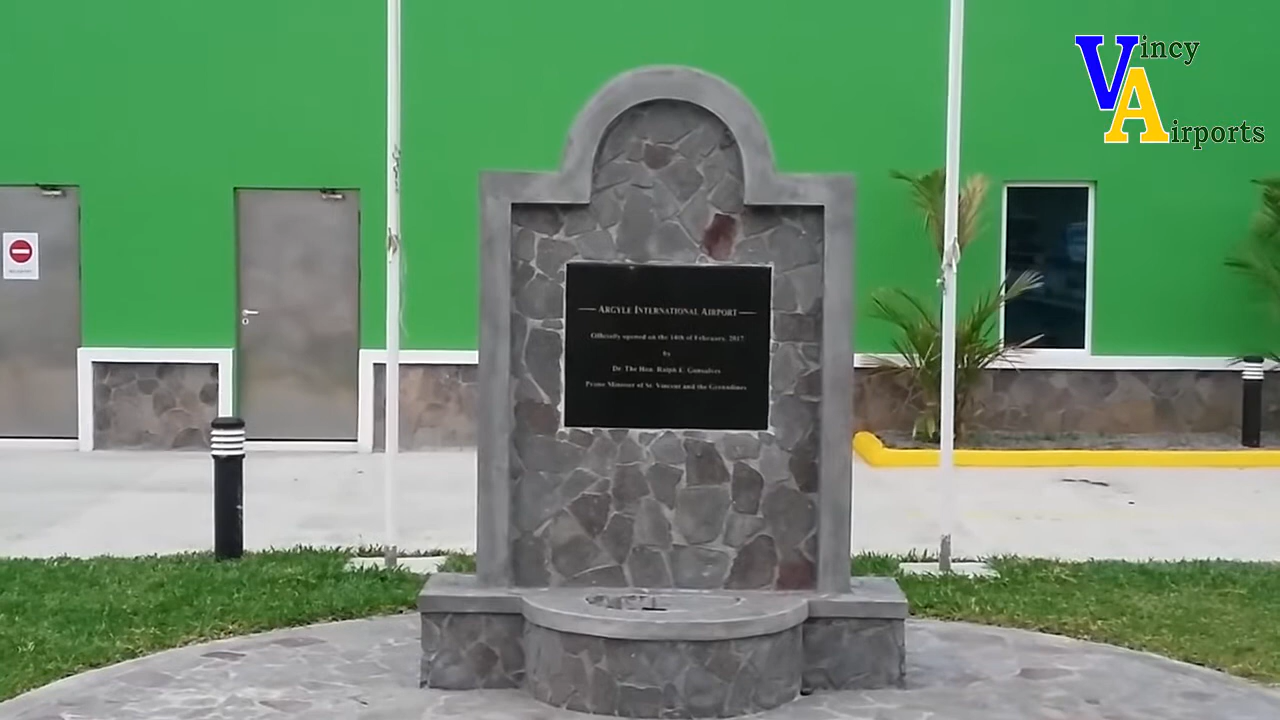 Vincy
Airports
ARGYLE INTERNATIONAL AIRPORT
Officially opened on the 14th of February, 2017
by
Dr. The Hon. Ralph E. Gonsalves
Prime Minister of St. Vincent and the Grenadines